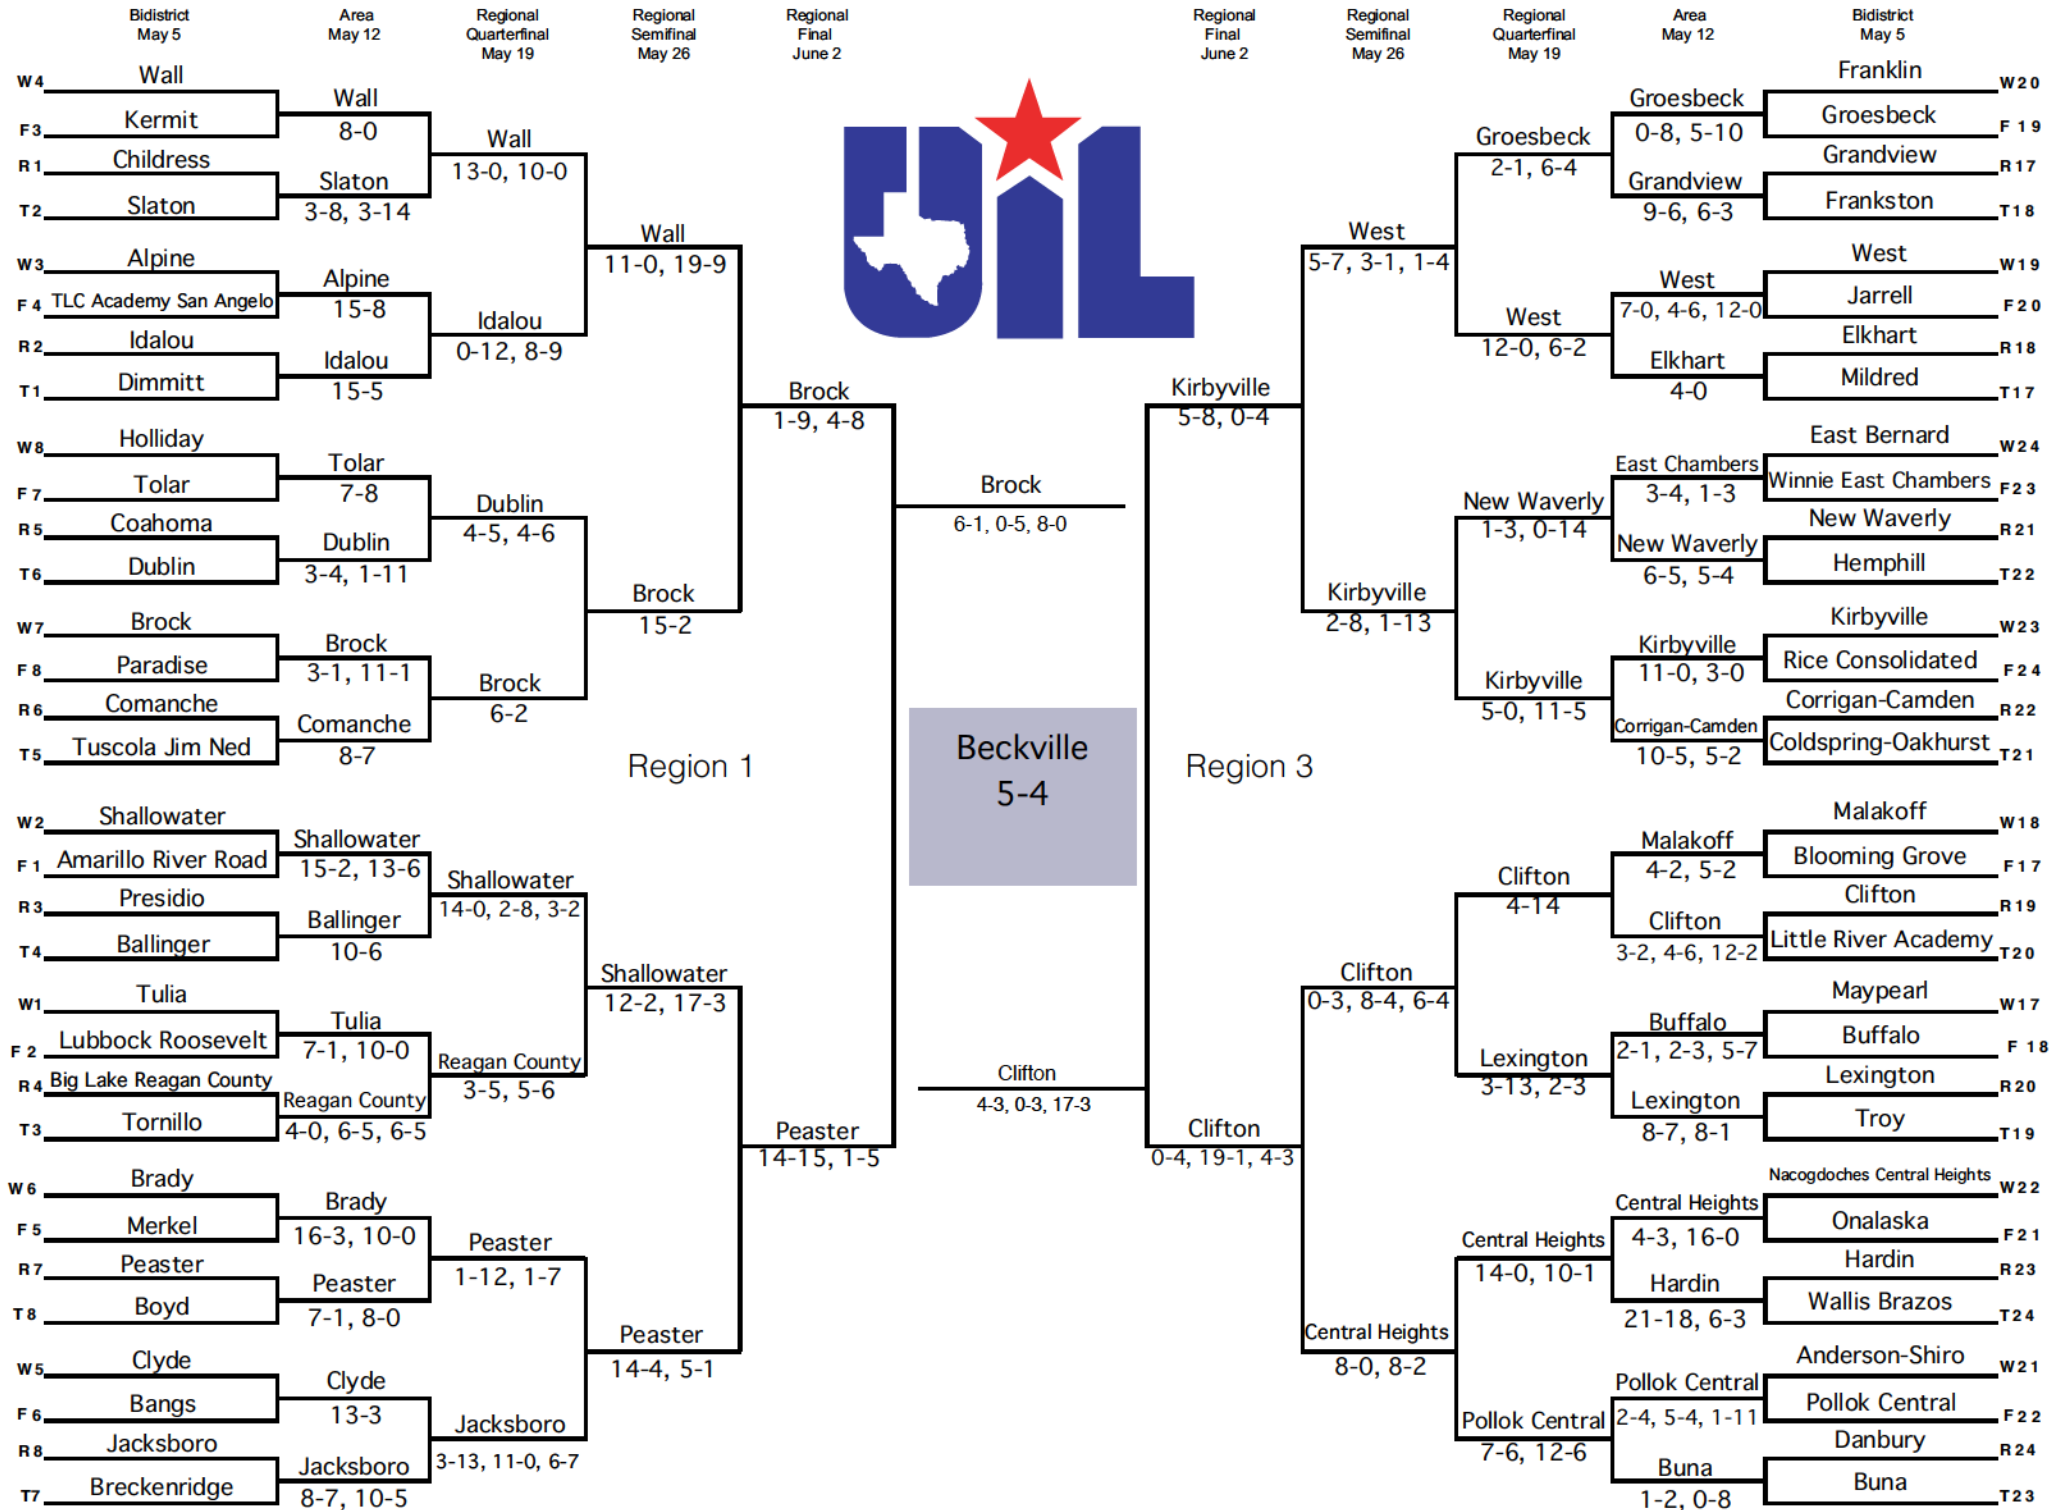 Bidistrict
May 5
Area
May 12
Regional
Quarterfinal
May 19
Regional
Semifinal
May 26
Regional
Final
June 2
Regional
Final
June 2
Regional
Semifinal
May 26
Regional
Quarterfinal
May 19
Area
May 12
Bidistrict
May 5
W4 Wall
F3 Kermit
R1 Childress
T2 Slaton
W3 Alpine
F4 TLC Academy San Angelo
R2 Idalou
T1 Dimmitt
W8 Holliday
F7 Tolar
R5 Coahoma
T6 Dublin
W7 Brock
F8 Paradise
R6 Comanche
T5 Tuscola Jim Ned
W2 Shallowater
F1 Amarillo River Road
R3 Presidio
T4 Ballinger
W1 Tulia
F2 Lubbock Roosevelt
R4 Big Lake Reagan County
T3 Tornillo
W6 Brady
F5 Merkel
R7 Peaster
T8 Boyd
W5 Clyde
F6 Bangs
R8 Jacksboro
T7 Breckenridge
Wall
8-0
Slaton
3-8, 3-14
Alpine
15-8
Idalou
15-5
Tolar
7-8
Dublin
3-4, 1-11
Brock
3-1, 11-1
Comanche
8-7
Shallowater
15-2, 13-6
Ballinger
10-6
Tulia
7-1, 10-0
Reagan County
4-0, 6-5, 6-5
Brady
16-3, 10-0
Peaster
7-1, 8-0
Clyde
13-3
Jacksboro
8-7, 10-5
Wall
13-0, 10-0
Idalou
0-12, 8-9
Dublin
4-5, 4-6
Brock
6-2
Shallowater
14-0, 2-8, 3-2
Reagan County
3-5, 5-6
Peaster
1-12, 1-7
Jacksboro
3-13, 11-0, 6-7
Wall
11-0, 19-9
Brock
15-2
Shallowater
12-2, 17-3
Peaster
14-4, 5-1
Brock
1-9, 4-8
Peaster
14-15, 1-5
Region 1
UIL
Brock
6-1, 0-5, 8-0
Beckville
5-4
Clifton
4-3, 0-3, 17-3
Region 3
Kirbyville
5-8, 0-4
Clifton
0-4, 19-1, 4-3
West
5-7, 3-1, 1-4
Kirbyville
2-8, 1-13
Clifton
0-3, 8-4, 6-4
Central Heights
8-0, 8-2
Groesbeck
2-1, 6-4
West
12-0, 6-2
New Waverly
1-3, 0-14
Kirbyville
5-0, 11-5
Clifton
4-14
Lexington
3-13, 2-3
Central Heights
14-0, 10-1
Pollok Central
7-6, 12-6
Groesbeck
0-8, 5-10
Grandview
9-6, 6-3
West
7-0, 4-6, 12-0
Elkhart
4-0
East Chambers
3-4, 1-3
New Waverly
6-5, 5-4
Kirbyville
11-0, 3-0
Corrigan-Camden
10-5, 5-2
Malakoff
4-2, 5-2
Clifton
3-2, 4-6, 12-2
Buffalo
2-1, 2-3, 5-7
Lexington
8-7, 8-1
Central Heights
4-3, 16-0
Hardin
21-18, 6-3
Pollok Central
2-4, 5-4, 1-11
Buna
1-2, 0-8
Franklin W20
Groesbeck F 19
Grandview R17
Frankston T18
West W19
Jarrell F20
Elkhart R18
Mildred T17
East Bernard W24
Winnie East Chambers F23
New Waverly R21
Hemphill T22
Kirbyville W23
Rice Consolidated F24
Corrigan-Camden R22
Coldspring-Oakhurst T21
Malakoff W18
Blooming Grove F17
Clifton R19
Little River Academy T20
Maypearl W17
Buffalo F 18
Lexington R20
Troy T19
Nacogdoches Central Heights W22
Onalaska F21
Hardin R23
Wallis Brazos T24
Anderson-Shiro W21
Pollok Central F22
Danbury R24
Buna T23